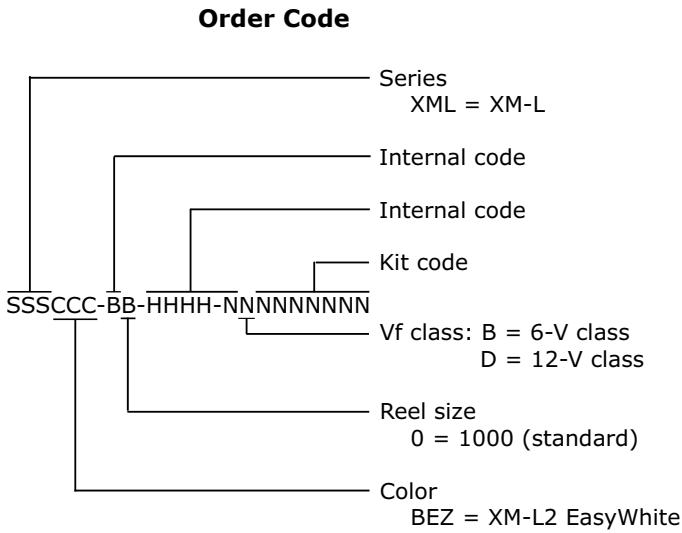 Order Code
Series
XML = XM-L
Internal code
Internal code
Kit code
SSSCCC-BB-HHHH-NNNNNNNNN
Vf class: B = 6-V class
D = 12-V class
Reel size
0 = 1000 (standard)
Color
BEZ = XM-L2 EasyWhite